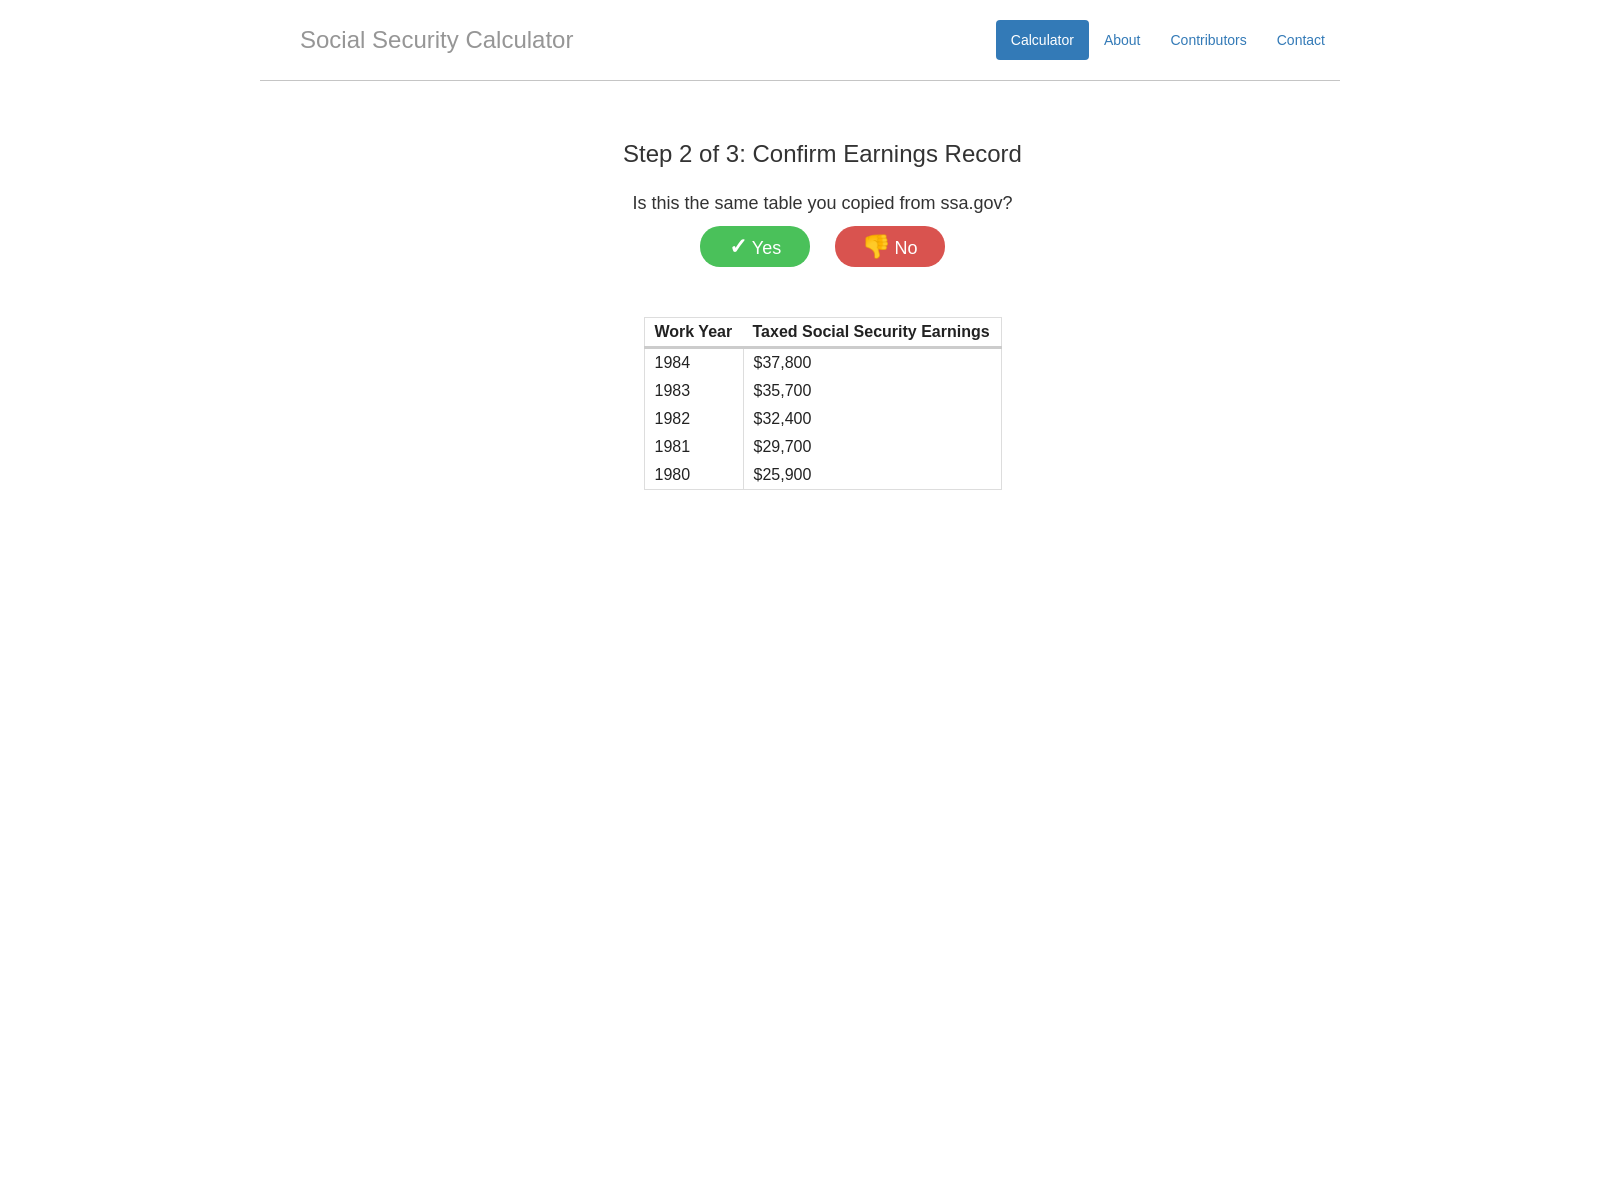 Social Security Calculator
Calculator About Contributors Contact
Step 2 of 3: Confirm Earnings Record
Is this the same table you copied from ssa.gov?
✓ Yes 👎 No
Work Year Taxed Social Security Earnings
1984 $37,800
1983 $35,700
1982 $32,400
1981 $29,700
1980 $25,900